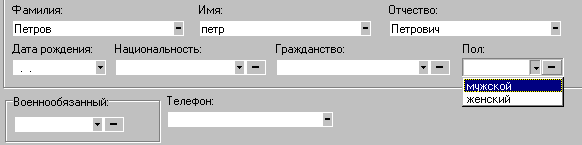 Фамилия: Имя: Отчество:
Петров петр Петрович
Дата рождения: Национальность: Гражданство: Пол:
. .
мужской
женский
Военнообязанный: Телефон: